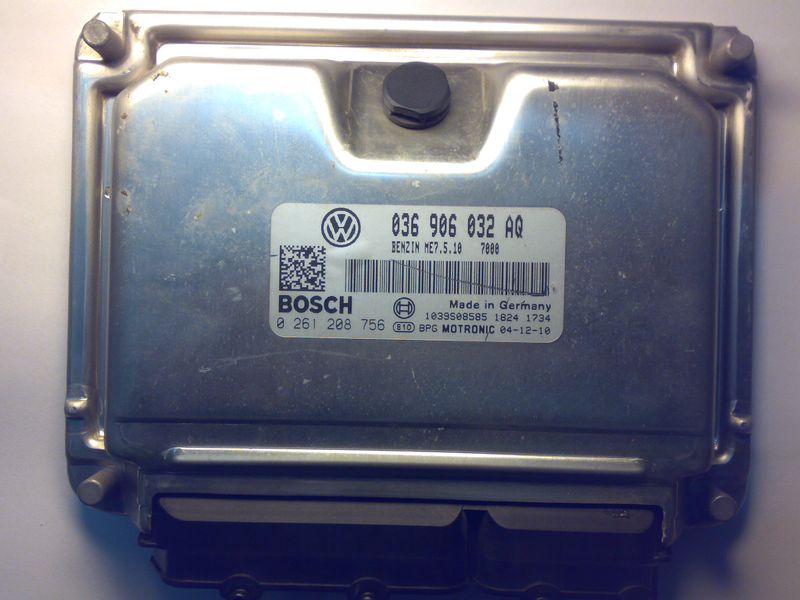 036 906 032 AQ
BENZIN ME7.5.10 7000
BOSCH
Made in Germany
1039S08585 1824 1734
0 261 208 756 810 BPG MOTRONIC 04-12-10